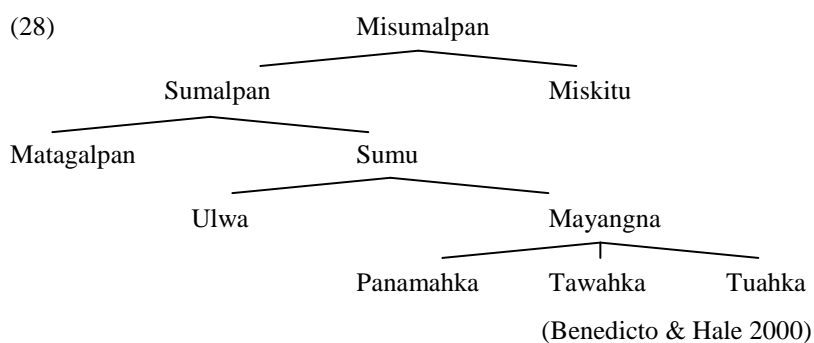 (28) Misumalpan
Sumalpan Miskitu
Matagalpan Sumu
Ulwa Mayangna
Panamahka Tawahka Tuahka
(Benedicto & Hale 2000)